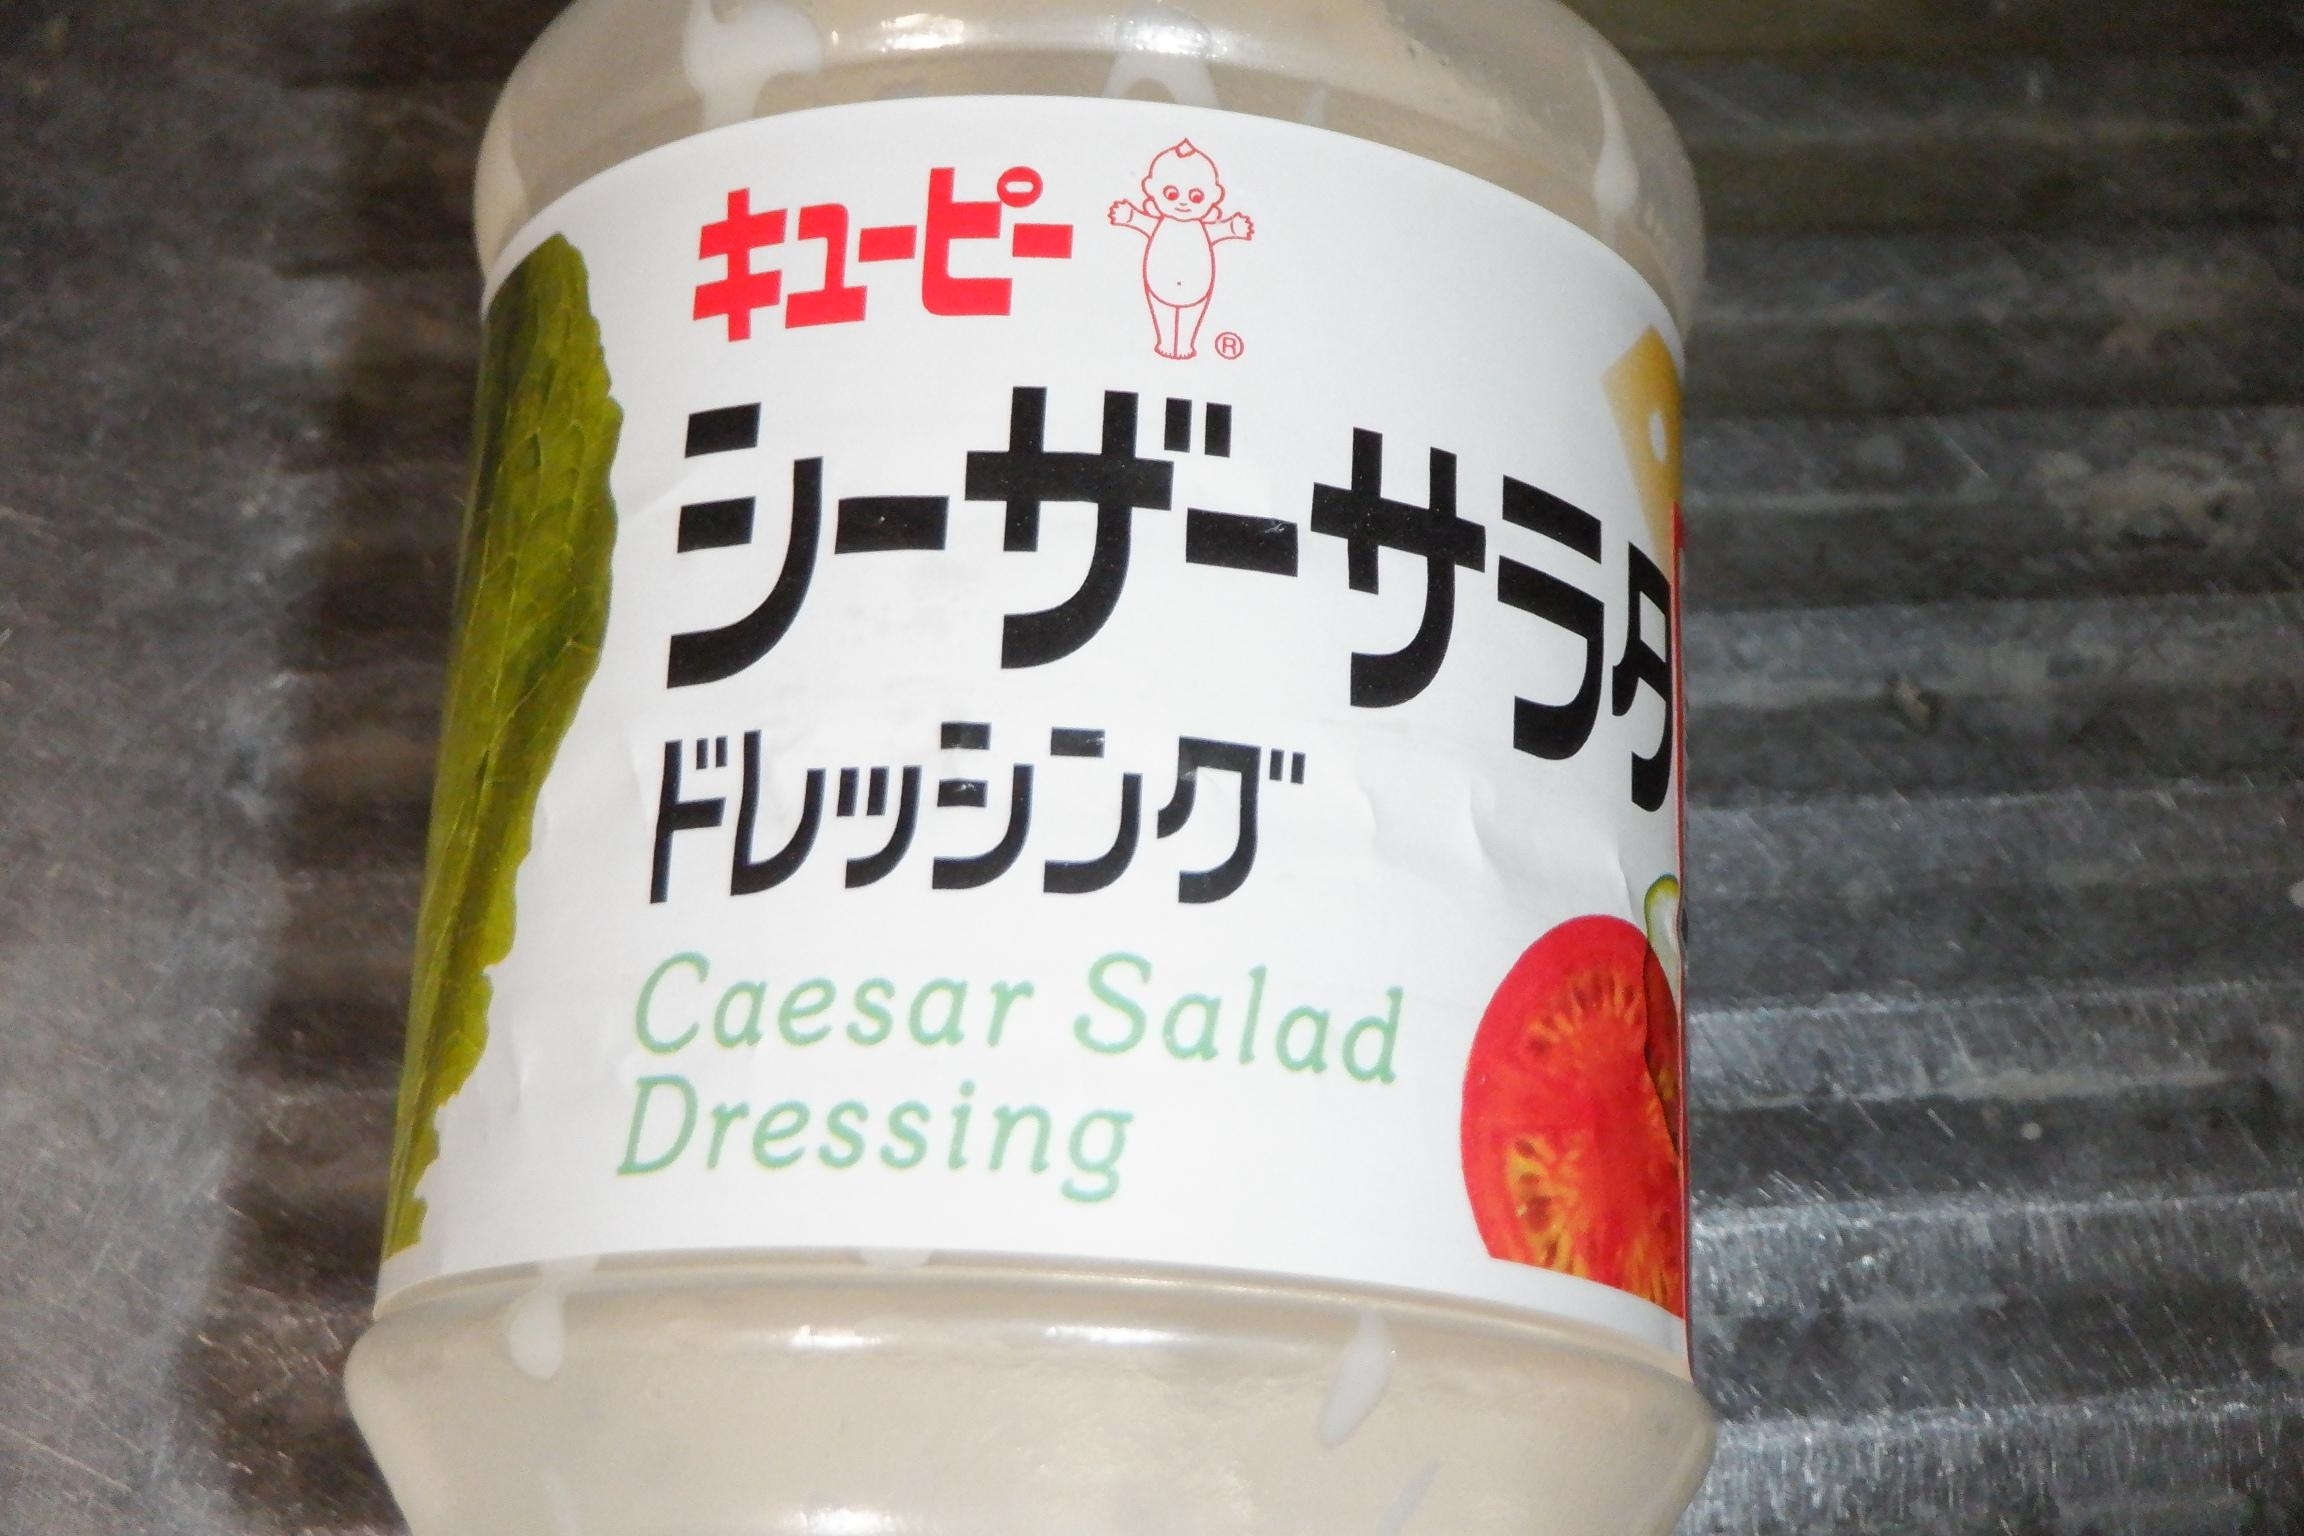 キューピー
®
シーザーサラダ
ドレッシング
Caesar Salad
Dressing